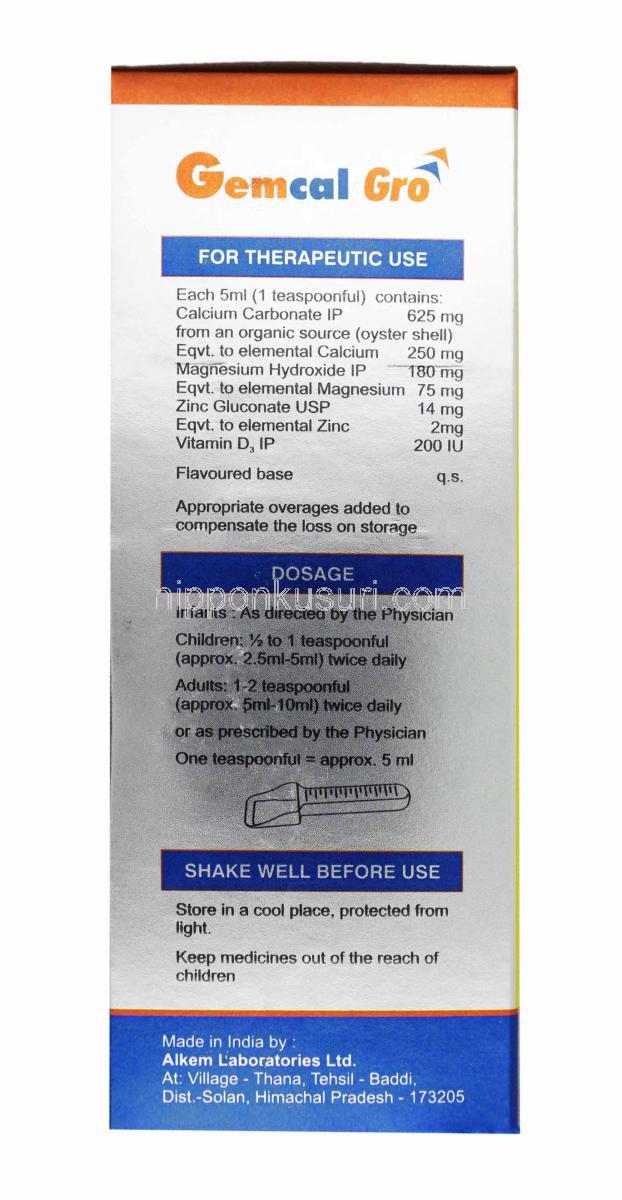 Gemcal Gro
FOR THERAPEUTIC USE
Each 5ml (1 teaspoonful) contains:
Calcium Carbonate IP 625 mg
from an organic source (oyster shell)
Eqvt. to elemental Calcium 250 mg
Magnesium Hydroxide IP 180 mg
Eqvt. to elemental Magnesium 75 mg
Zinc Gluconate USP 14 mg
Eqvt. to elemental Zinc 2mg
Vitamin D₃ IP 200 IU
Flavoured base q.s.
Appropriate overages added to
compensate the loss on storage
DOSAGE
nipponkusuri.com
Infants : As directed by the Physician
Children: ½ to 1 teaspoonful
(approx. 2.5ml-5ml) twice daily
Adults: 1-2 teaspoonful
(approx. 5ml-10ml) twice daily
or as prescribed by the Physician
One teaspoonful = approx. 5 ml
SHAKE WELL BEFORE USE
Store in a cool place, protected from
light.
Keep medicines out of the reach of
children
Made in India by :
Alkem Laboratories Ltd.
At: Village - Thana, Tehsil - Baddi,
Dist.-Solan, Himachal Pradesh - 173205